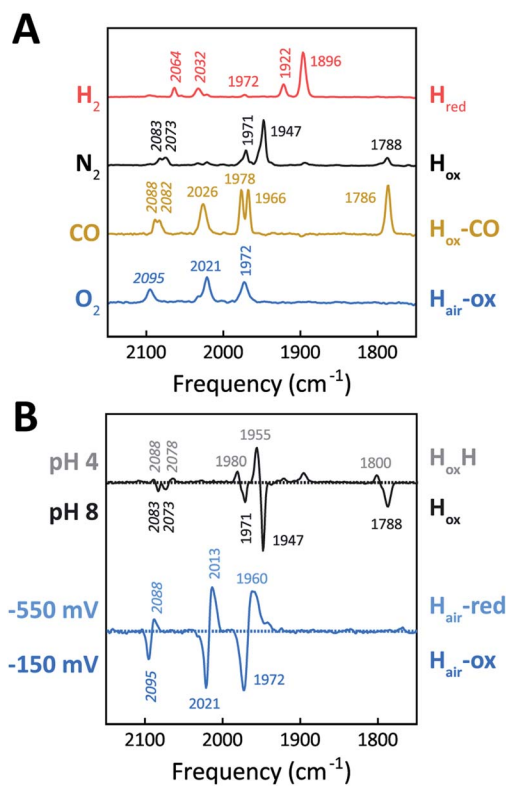 A
2064
2032
1972
1922
1896
H2
Hred
2083
2073
1971
1947
1788
N2
Hox
2088
2082
2026
1978
1966
1786
CO
Hox-CO
2095
2021
1972
O2
Hair-ox
2100 2000 1900 1800
Frequency (cm-1)
B
1955
2088
2078
1980
1800
pH 4
HoxH
pH 8
Hox
2083
2073
1971
1947
1788
2013
2088
1960
-550 mV
Hair-red
-150 mV
Hair-ox
2095
2021
1972
2100 2000 1900 1800
Frequency (cm-1)